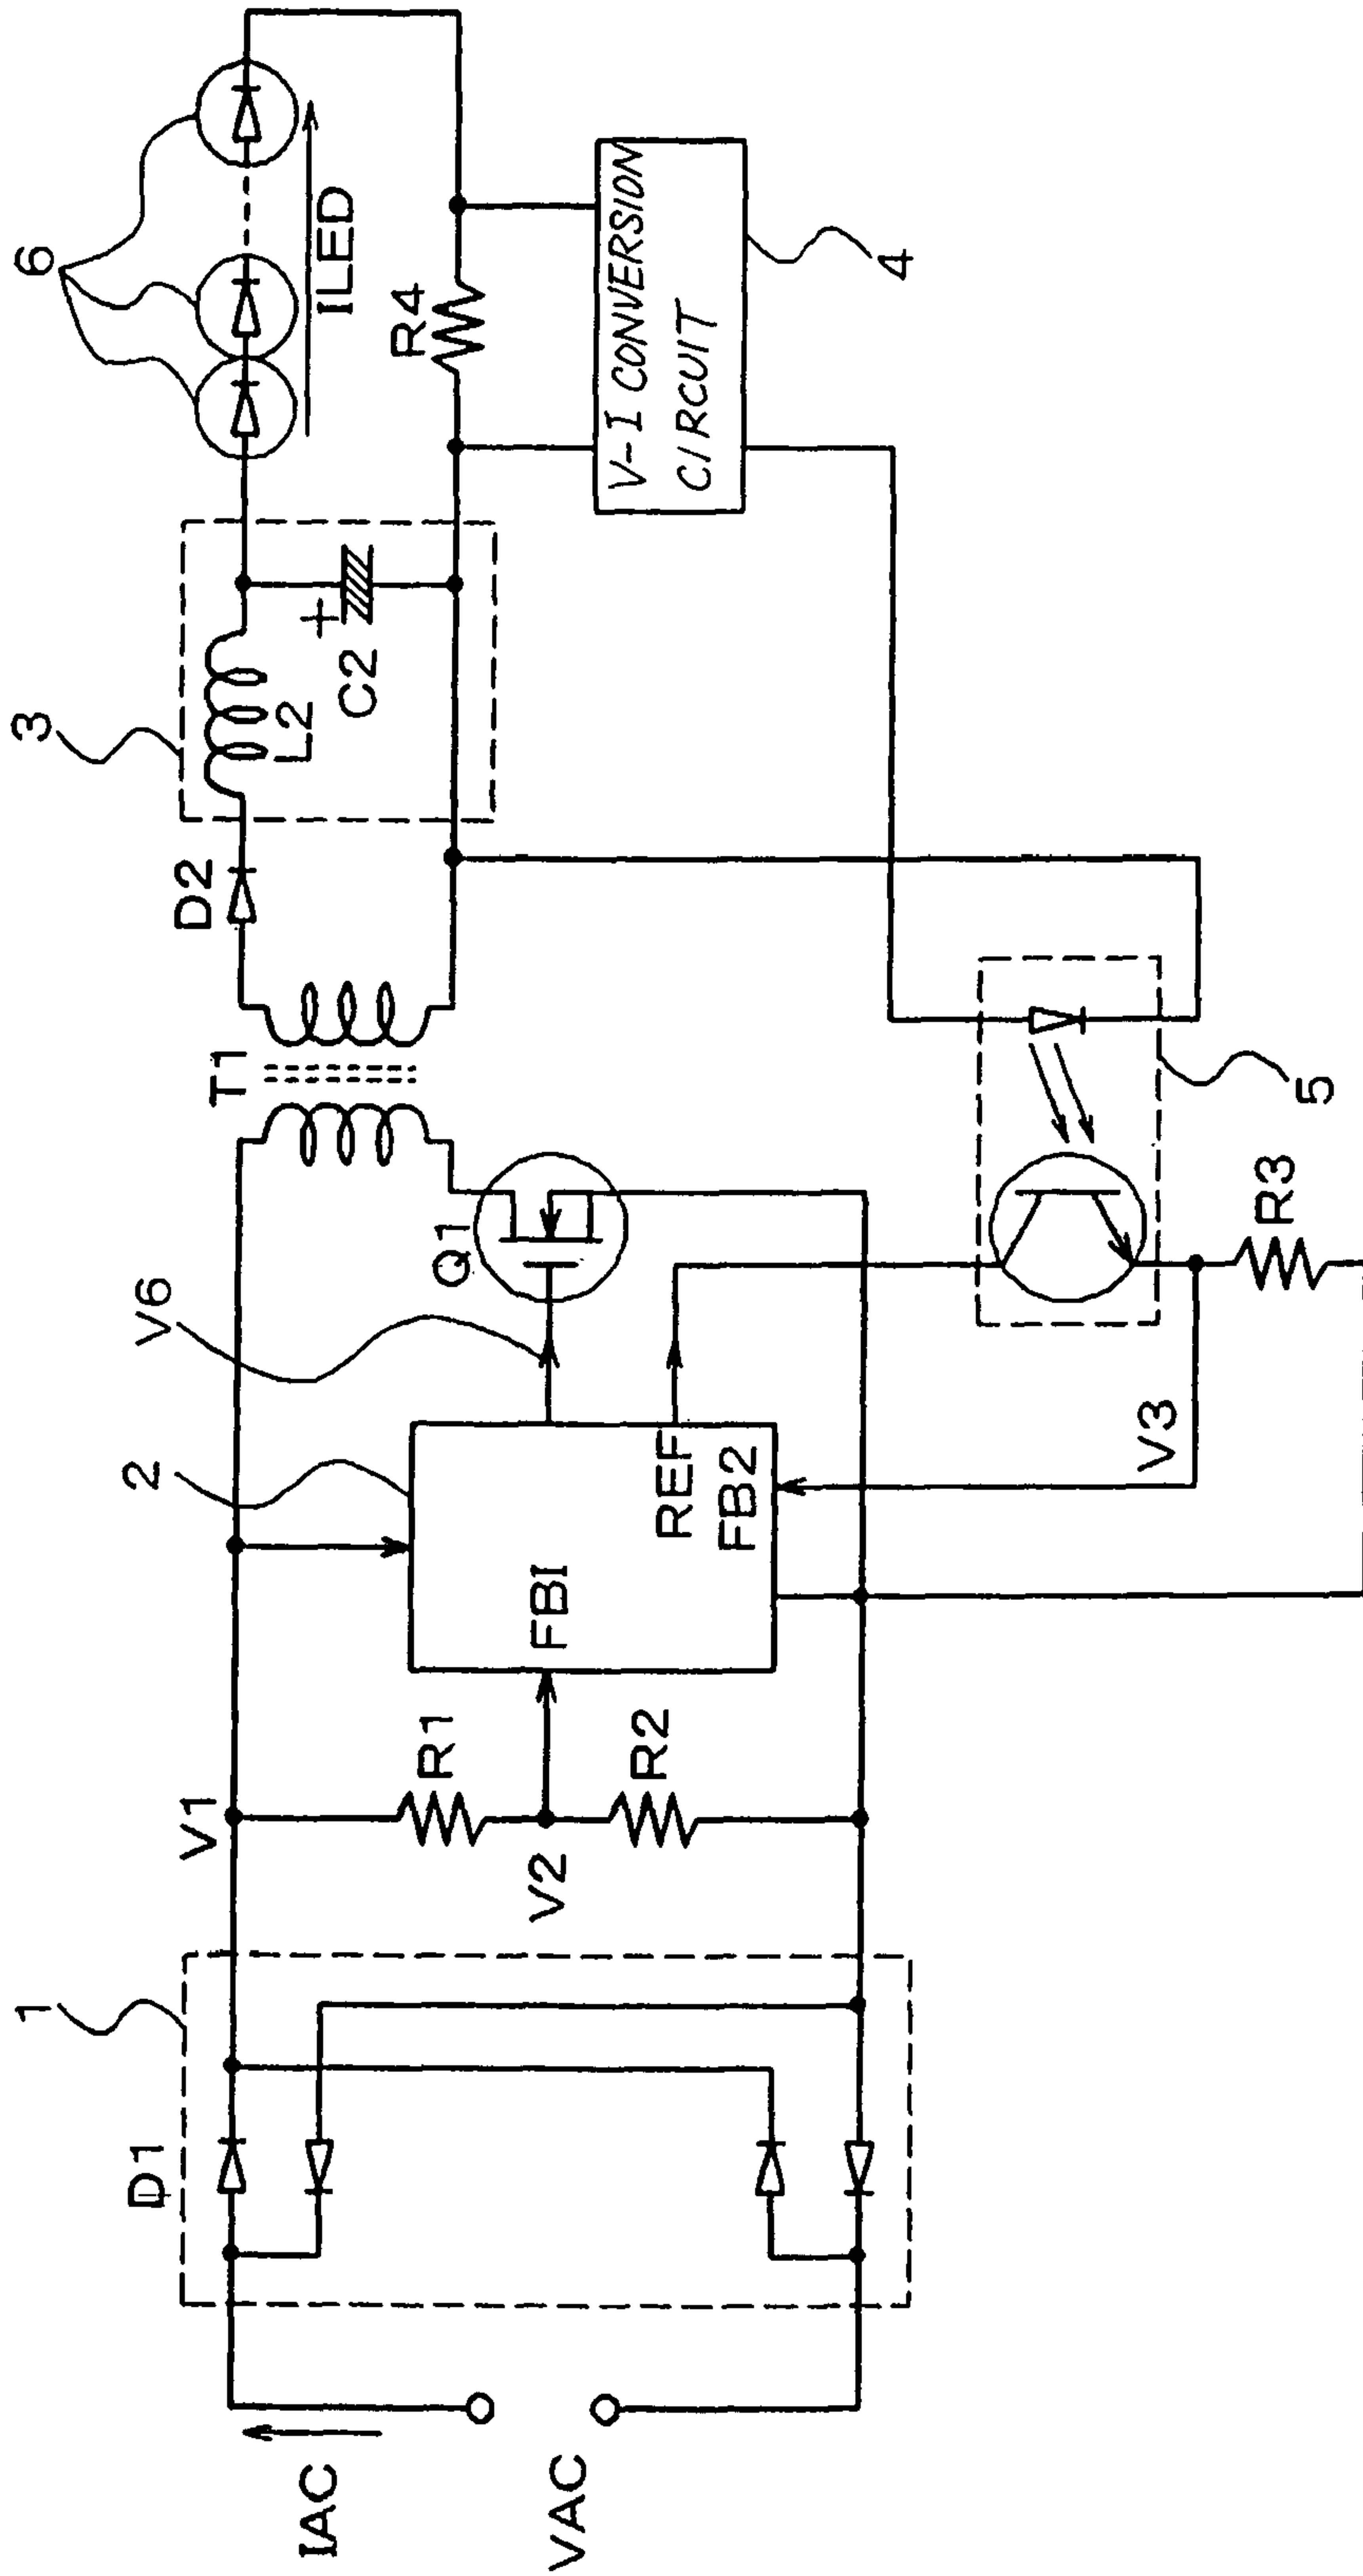 IAC
VAC
1
D1
V1
V2
R1
R2
2
FBI
REF
FB2
V6
Q1
T1
D2
3
L2
C2
+
6
ILED
R4
V-I CONVERSION
CIRCUIT
4
5
R3
V3